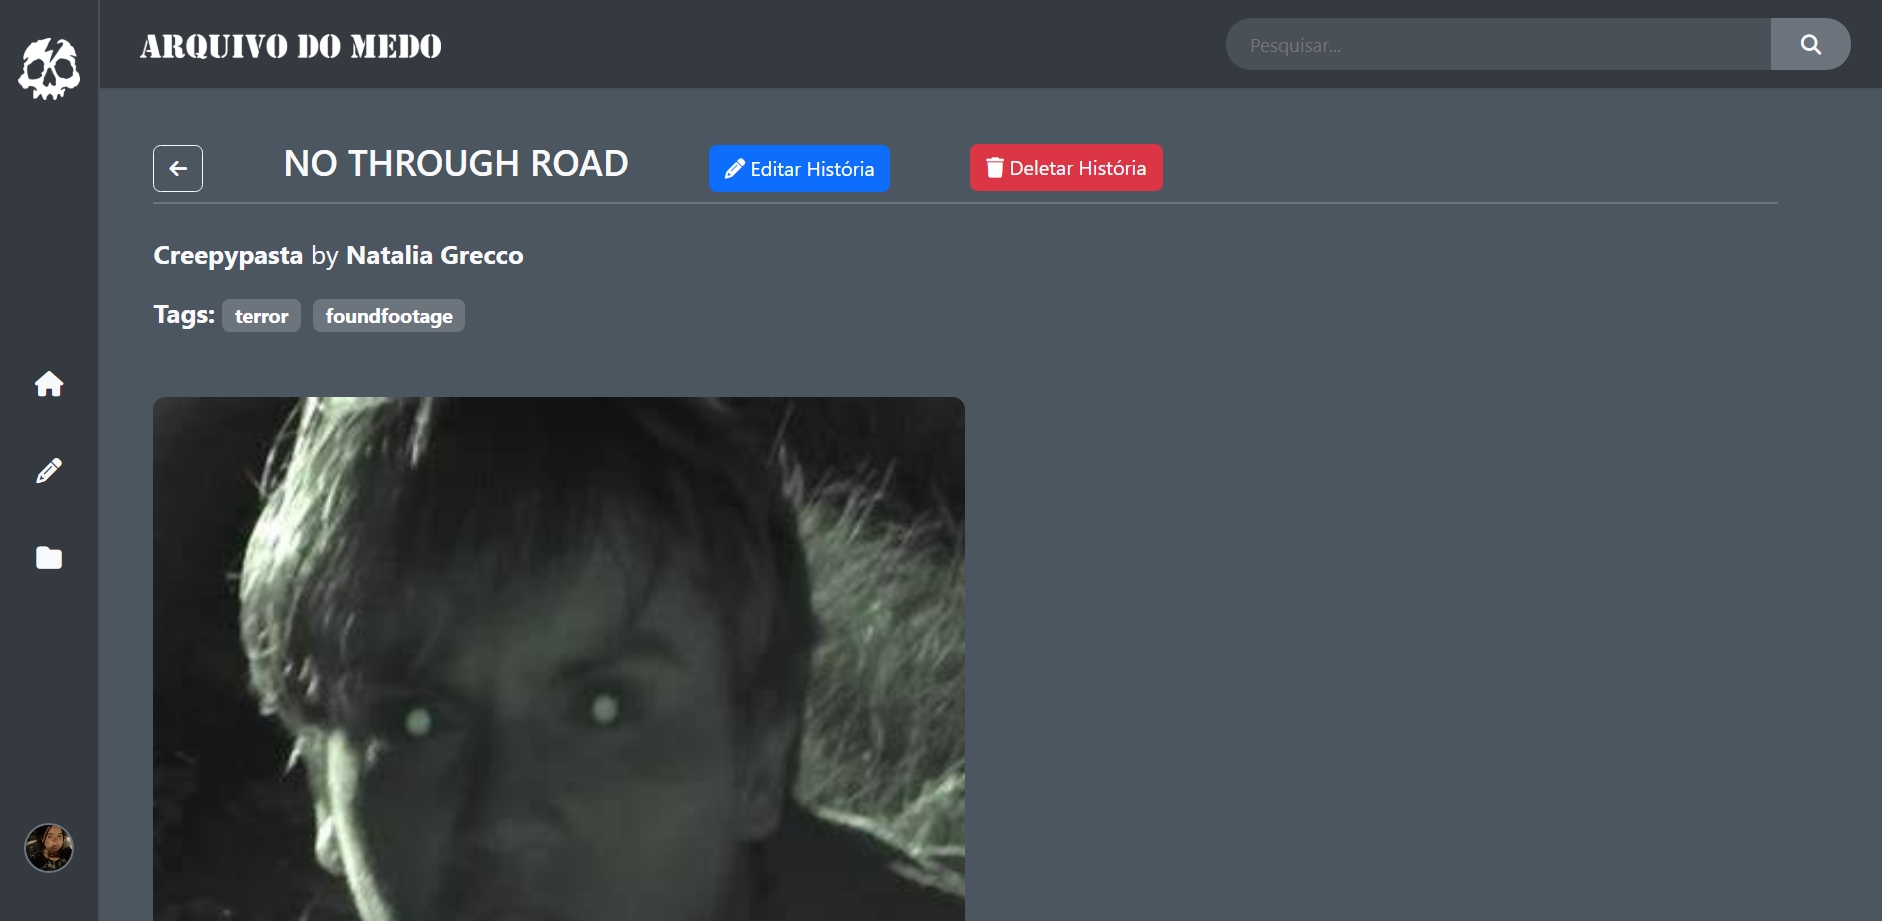 ARQUIVO DO MEDO
Pesquisar...
NO THROUGH ROAD
Editar História
Deletar História
Creepypasta by Natalia Grecco
Tags: terror foundfootage